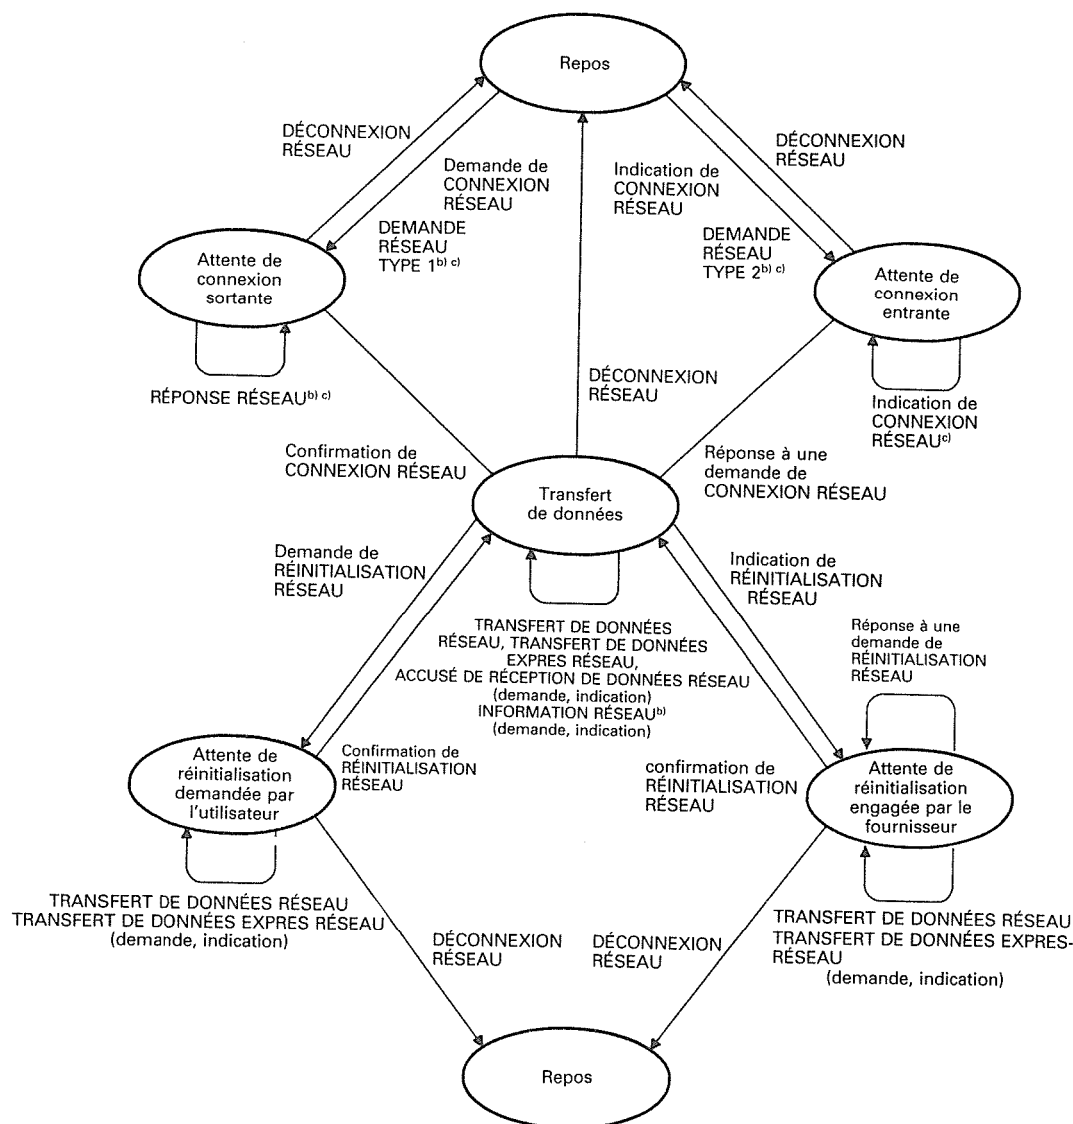 Repos
DÉCONNEXION
RÉSEAU
Demande de
CONNEXION
RÉSEAU
DEMANDE
RÉSEAU
TYPE 1b) c)
Indication de
CONNEXION
RÉSEAU
DEMANDE
RÉSEAU
TYPE 2b) c)
DÉCONNEXION
RÉSEAU
Attente de
connexion
sortante
Attente de
connexion
entrante
RÉPONSE RÉSEAUb) c)
DÉCONNEXION
RÉSEAU
Indication de
CONNEXION
RÉSEAUc)
Confirmation de
CONNEXION RÉSEAU
Réponse à une
demande de
CONNEXION RÉSEAU
Transfert
de données
Demande de
RÉINITIALISATION
RÉSEAU
Indication de
RÉINITIALISATION
RÉSEAU
TRANSFERT DE DONNÉES
RÉSEAU, TRANSFERT DE DONNÉES
EXPRES RÉSEAU,
ACCUSÉ DE RÉCEPTION DE DONNÉES RÉSEAU
(demande, indication)
INFORMATION RÉSEAUb)
(demande, indication)
Réponse à une
demande de
RÉINITIALISATION
RÉSEAU
Attente de
réinitialisation
demandée par
l'utilisateur
Confirmation de
RÉINITIALISATION
RÉSEAU
confirmation de
RÉINITIALISATION
RÉSEAU
Attente de
réinitialisation
engagée par le
fournisseur
TRANSFERT DE DONNÉES RÉSEAU
TRANSFERT DE DONNÉES EXPRES RÉSEAU
(demande, indication)
DÉCONNEXION
RÉSEAU
DÉCONNEXION
RÉSEAU
TRANSFERT DE DONNÉES RÉSEAU
TRANSFERT DE DONNÉES EXPRES-
RÉSEAU
(demande, indication)
Repos